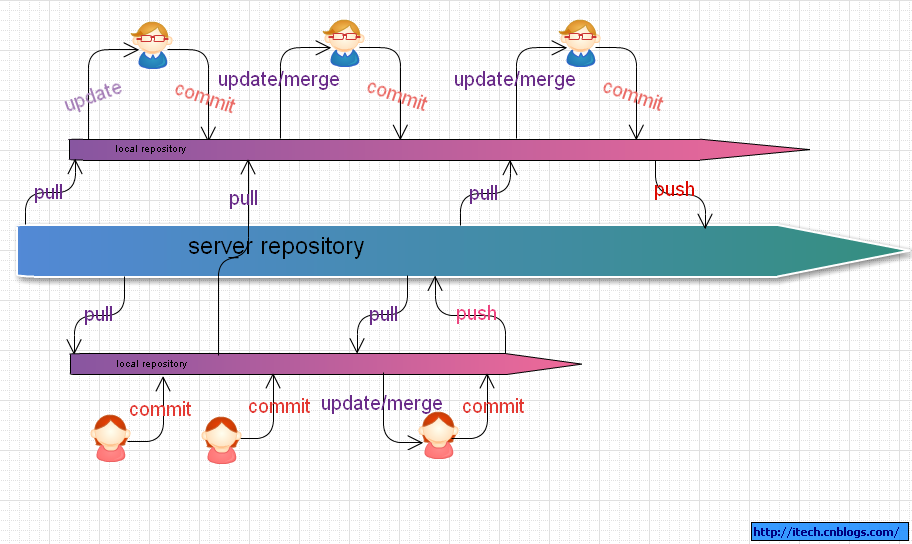 update
commit
update/merge
commit
update/merge
commit
local repository
pull
pull
pull
push
server repository
pull
pull
push
local repository
commit
commit
update/merge
commit
http://itech.cnblogs.com/